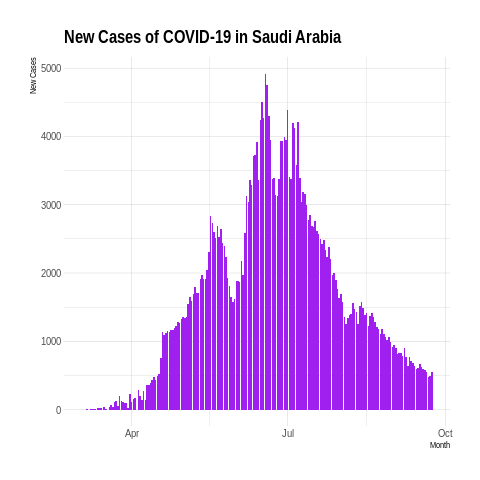 New Cases of COVID-19 in Saudi Arabia
New Cases
5000
4000
3000
2000
1000
0
Apr
Jul
Oct
Month